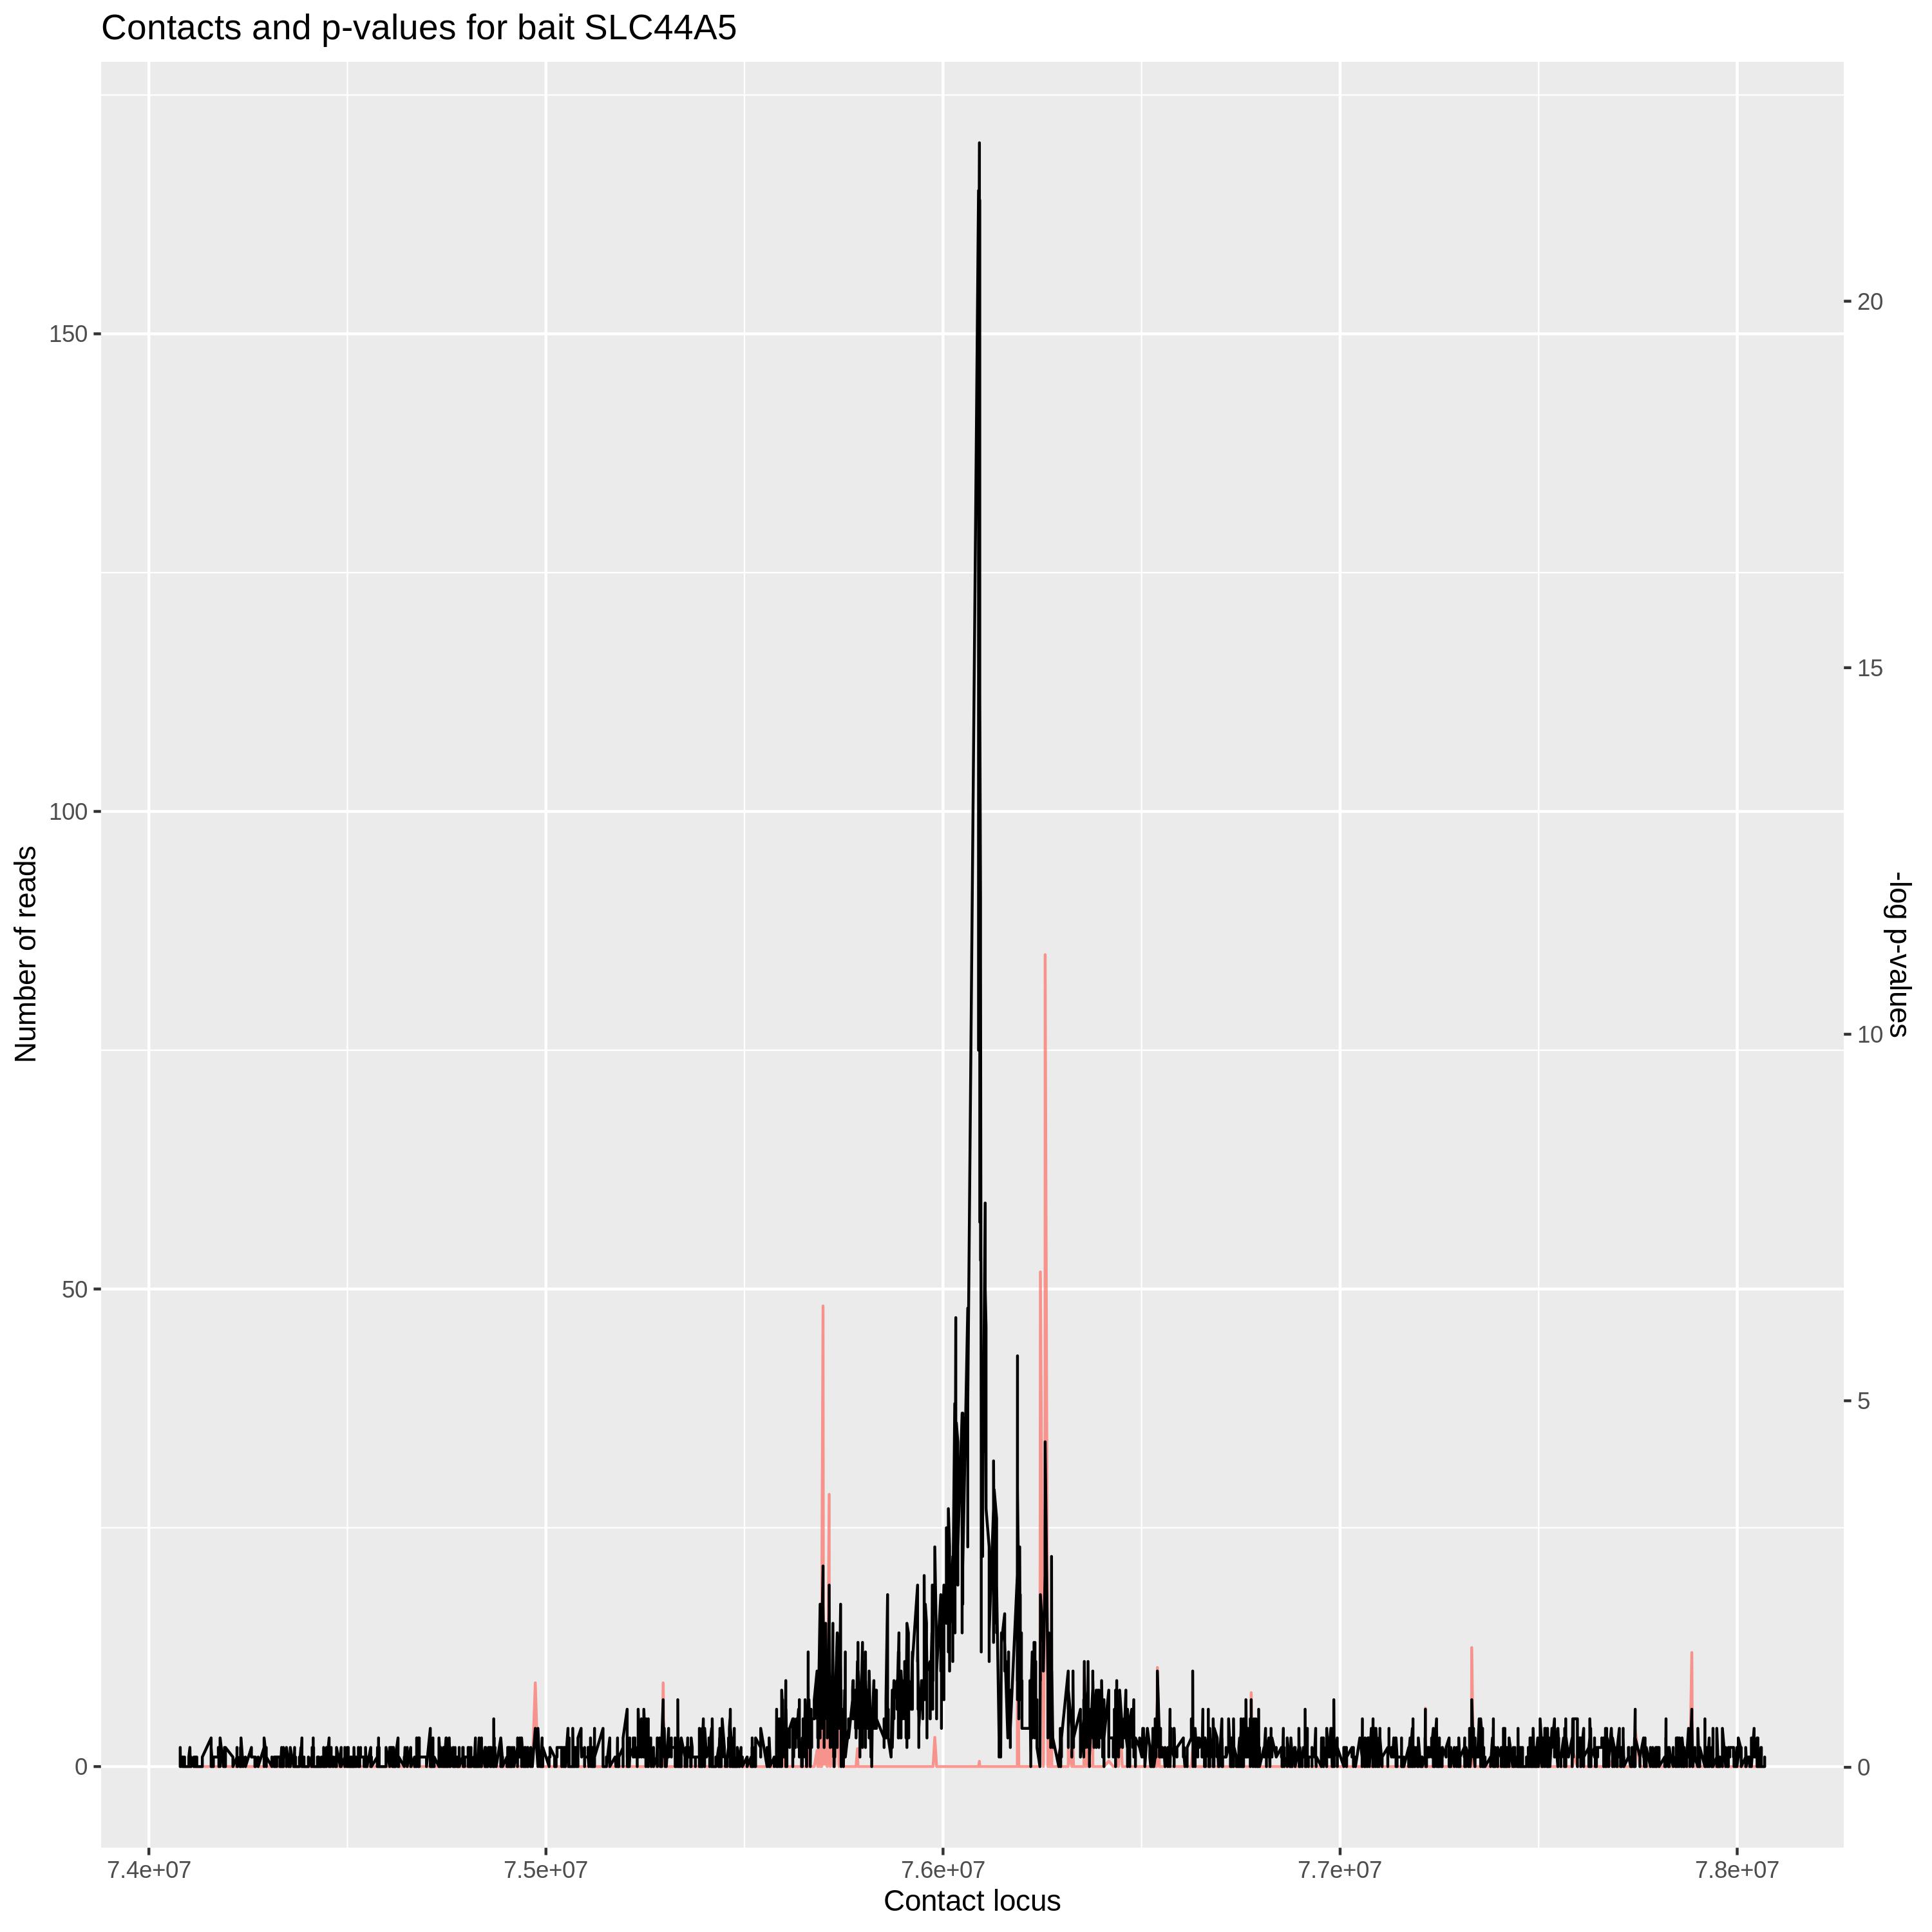 Contacts and p-values for bait SLC44A5
Number of reads
150
100
50
0
20
15
10
5
0
-log p-values
7.4e+07
7.5e+07
7.6e+07
7.7e+07
7.8e+07
Contact locus